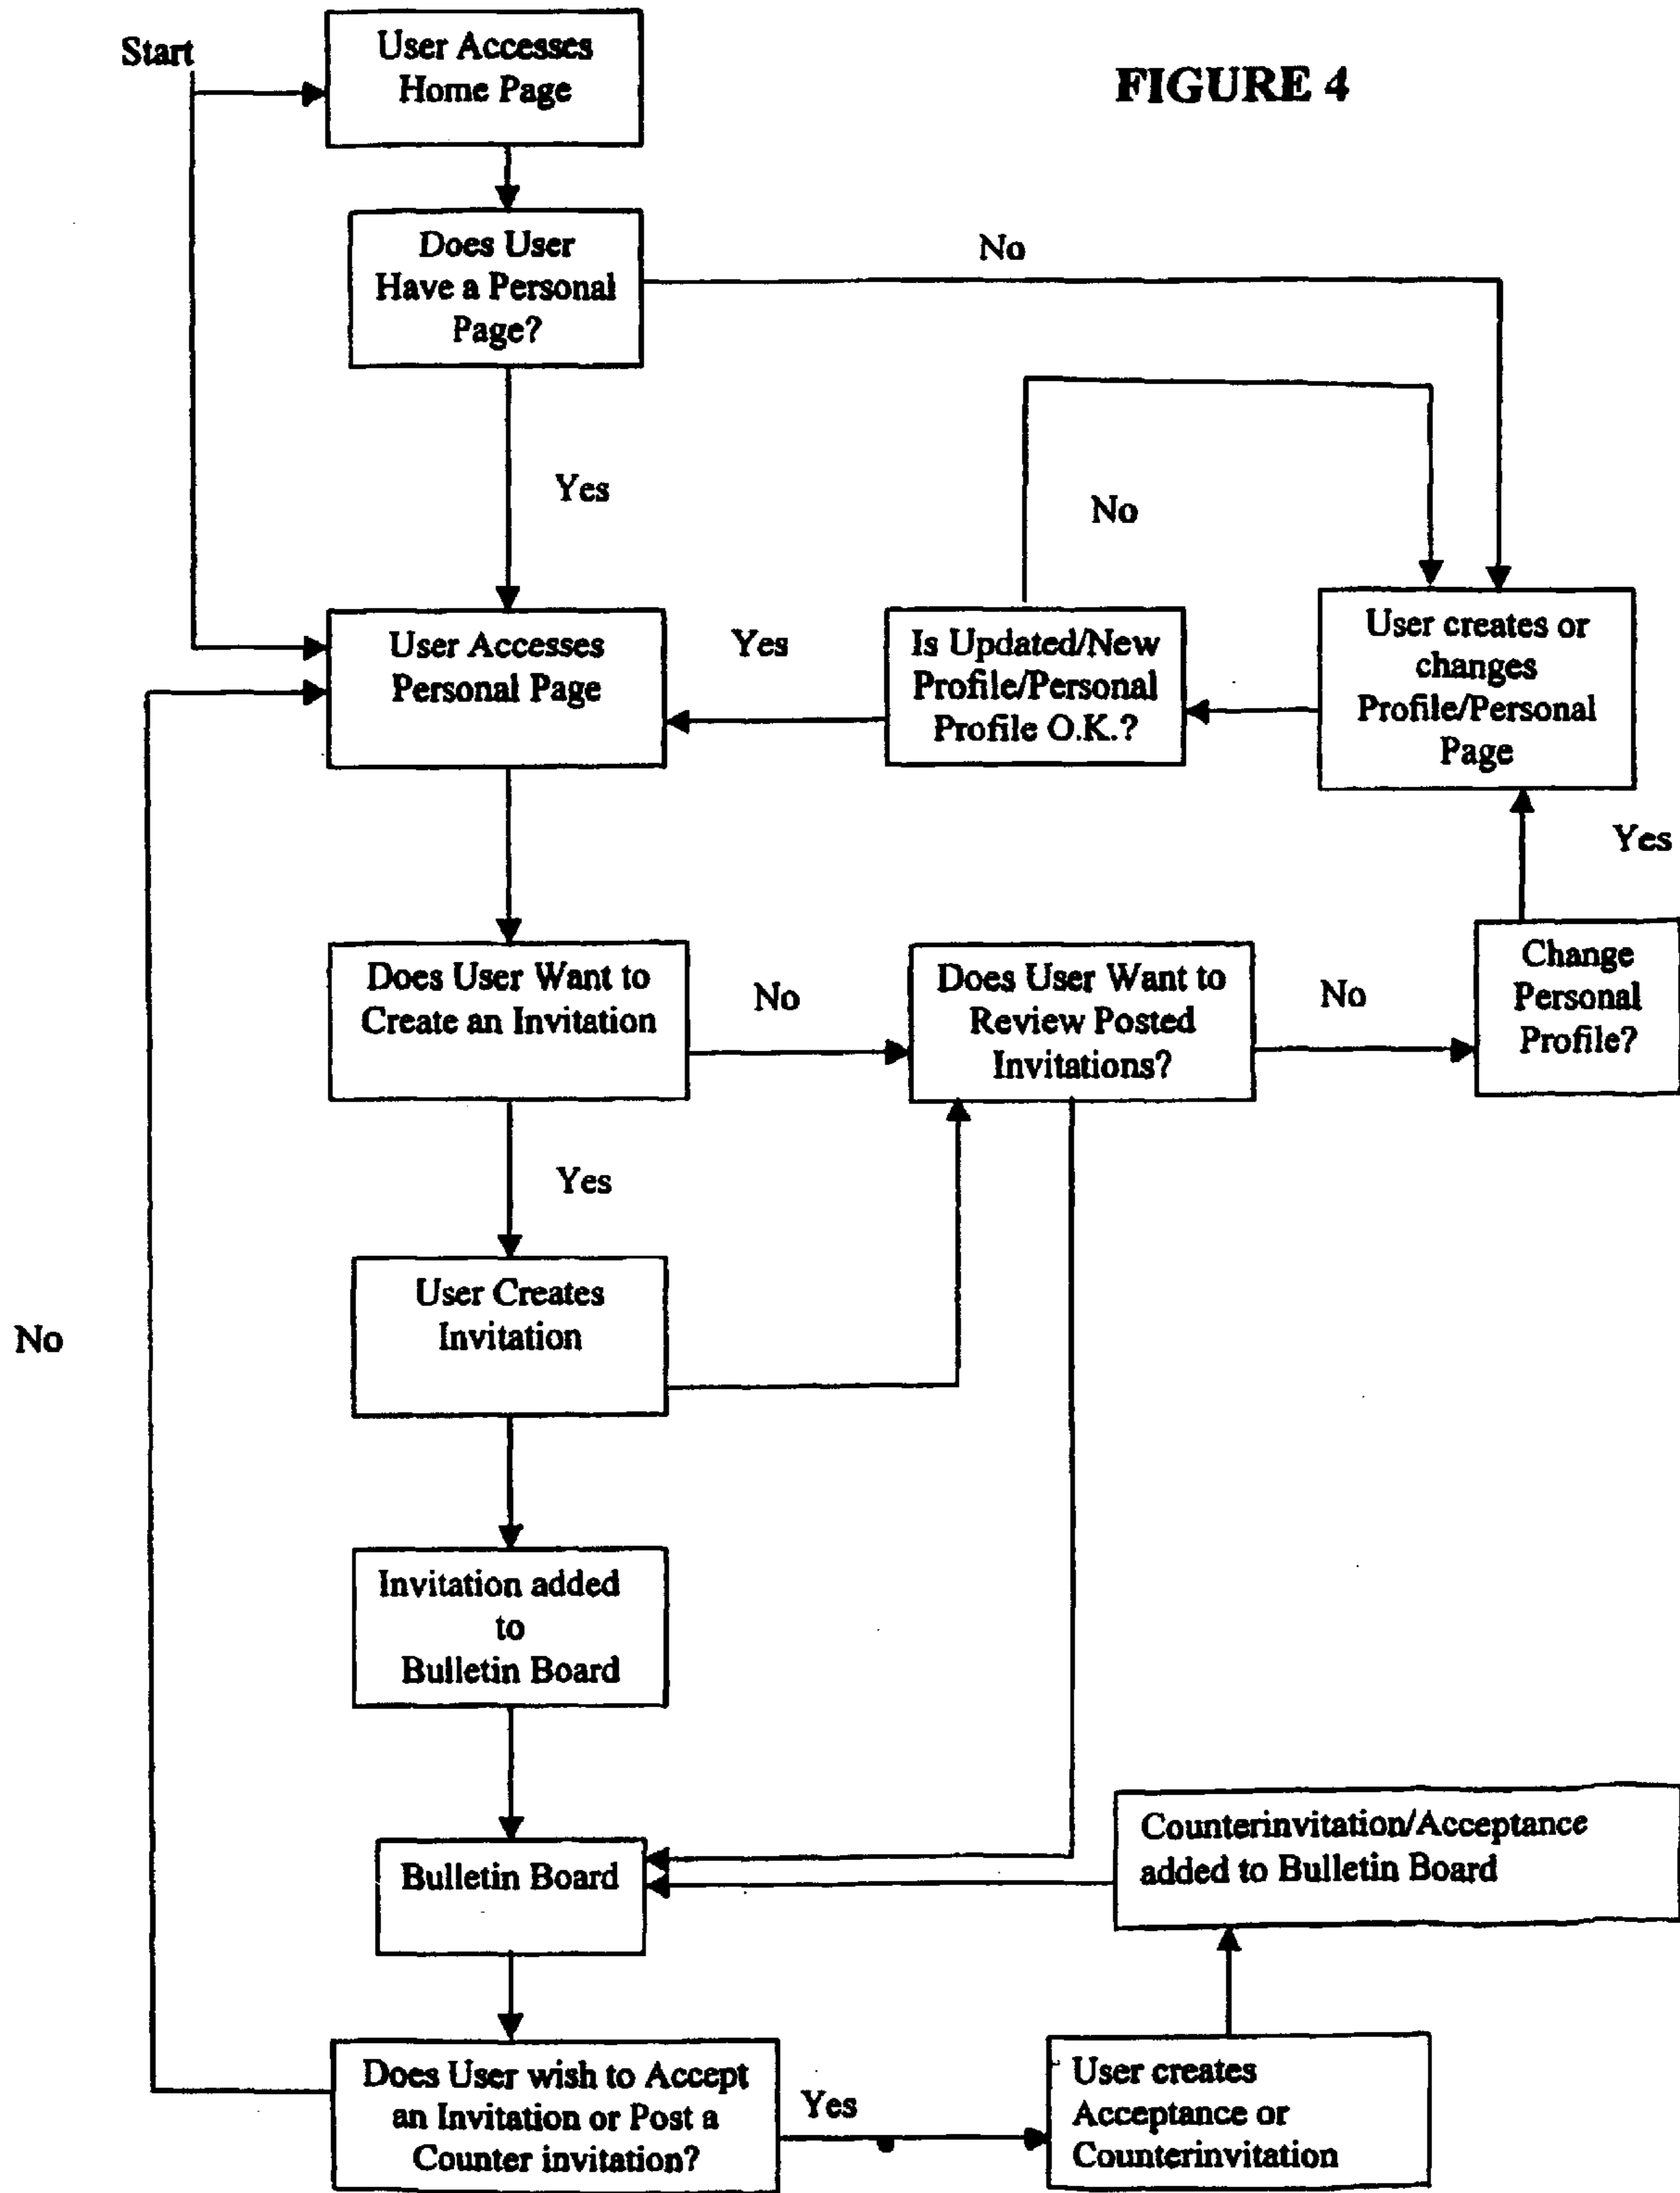 Start
User Accesses
Home Page
FIGURE 4
Does User
Have a Personal
Page?
No
Yes
No
User Accesses
Personal Page
Yes
Is Updated/New
Profile/Personal
Profile O.K.?
User creates or
changes
Profile/Personal
Page
Yes
Does User Want to
Create an Invitation
No
Does User Want to
Review Posted
Invitations?
No
Change
Personal
Profile?
Yes
User Creates
Invitation
No
Invitation added
to
Bulletin Board
Bulletin Board
Counterinvitation/Acceptance
added to Bulletin Board
Does User wish to Accept
an Invitation or Post a
Counter invitation?
Yes
User creates
Acceptance or
Counterinvitation